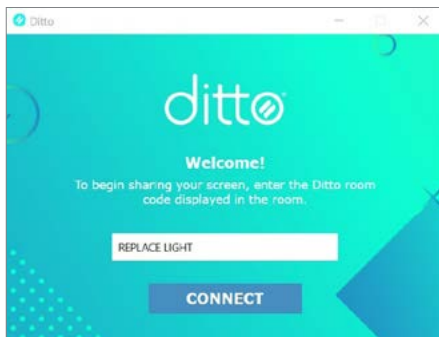 Ditto
ditto
Welcome!
To begin sharing your screen, enter the Ditto room
code displayed in the room.
REPLACE LIGHT
CONNECT